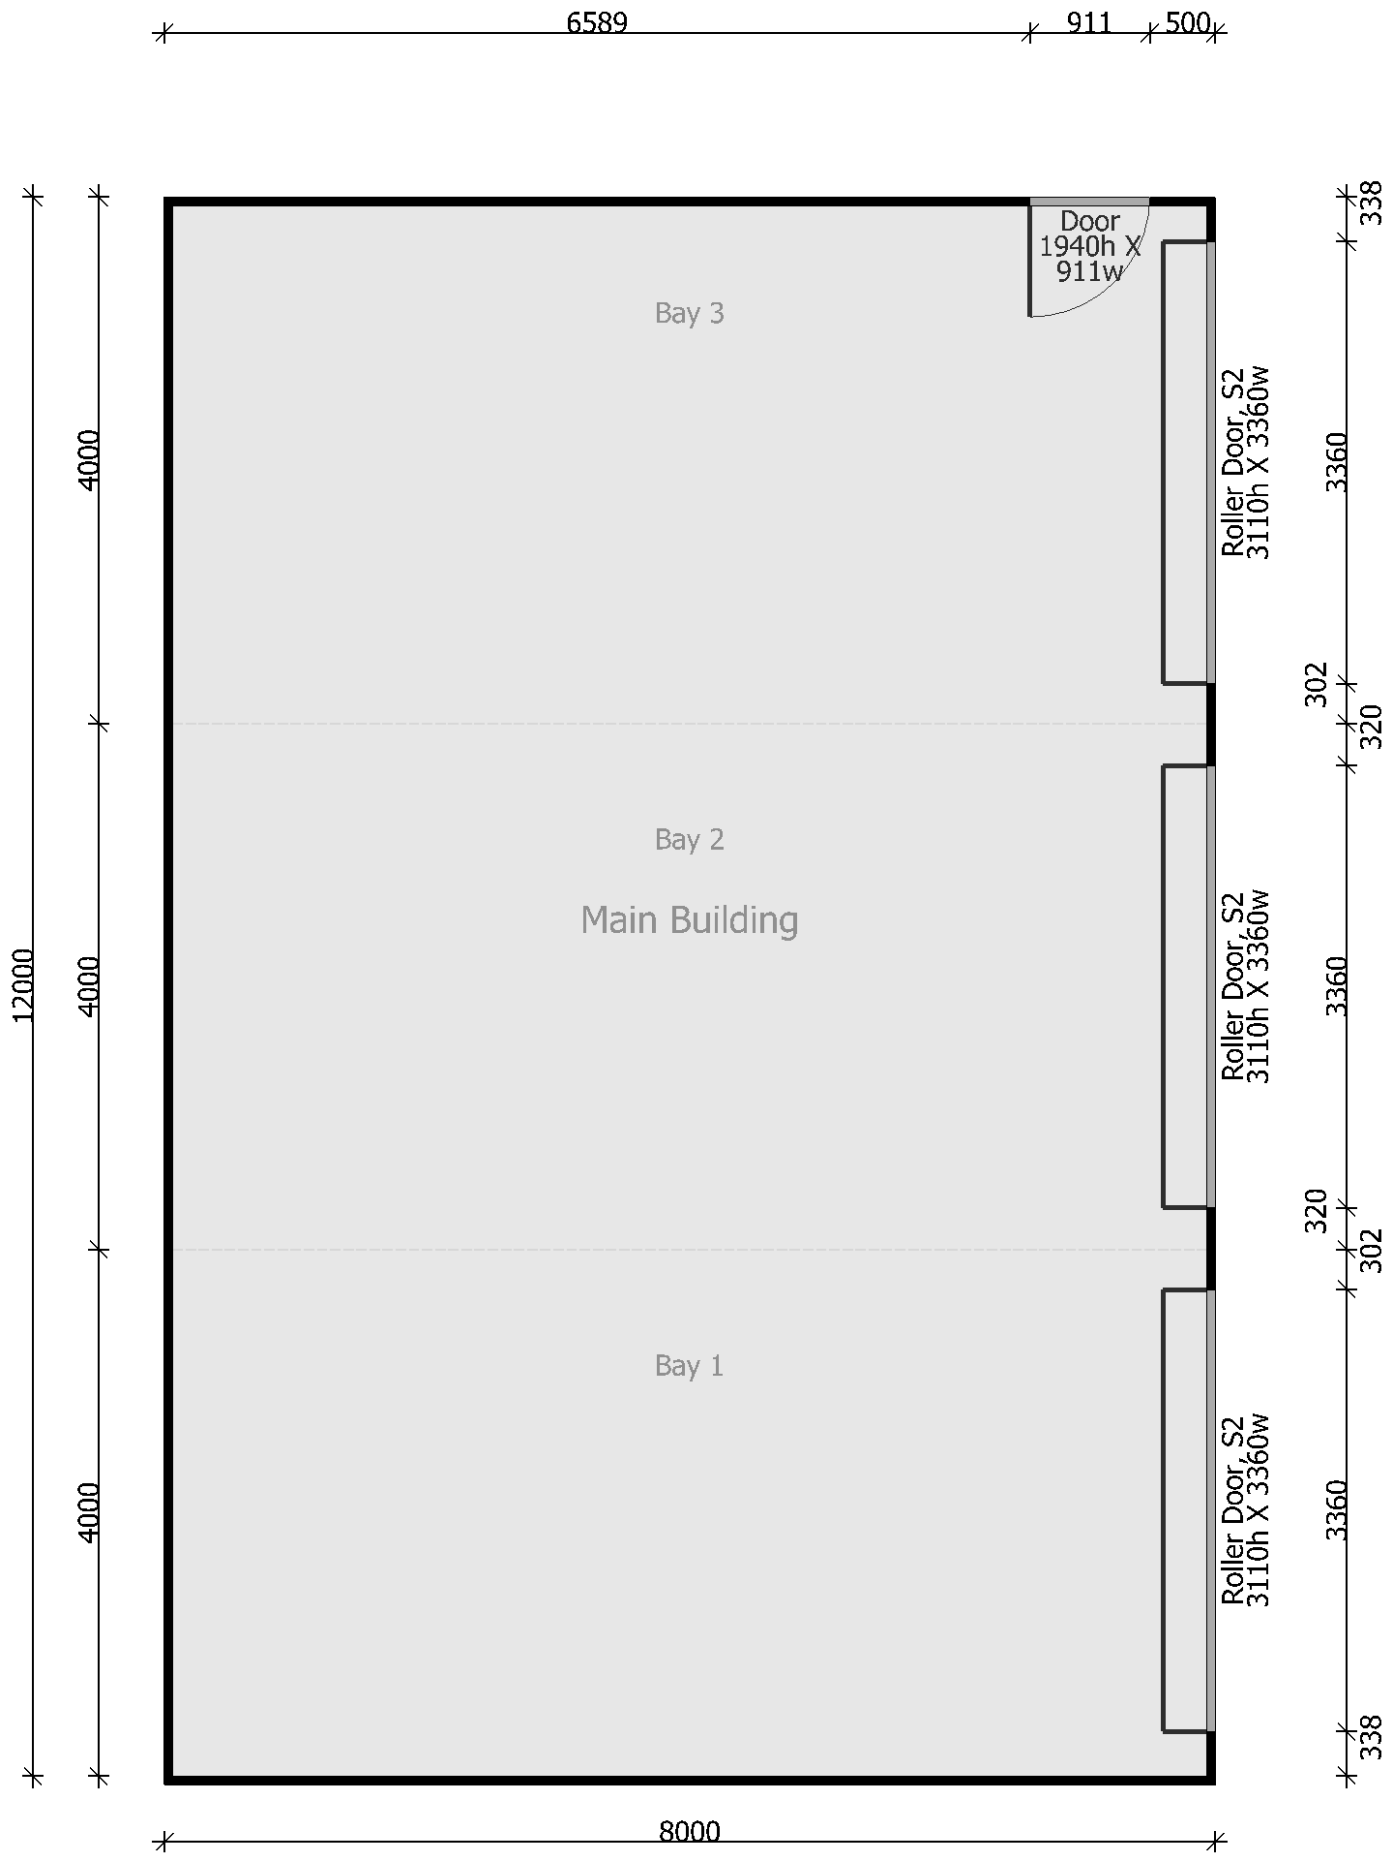 6589
911
500
338
Door
1940h X
911w
Bay 3
Roller Door, S2
3110h X 3360w
3360
4000
302
320
Bay 2
Main Building
Roller Door, S2
3110h X 3360w
3360
4000
12000
320
302
Bay 1
Roller Door, S2
3110h X 3360w
3360
4000
338
8000